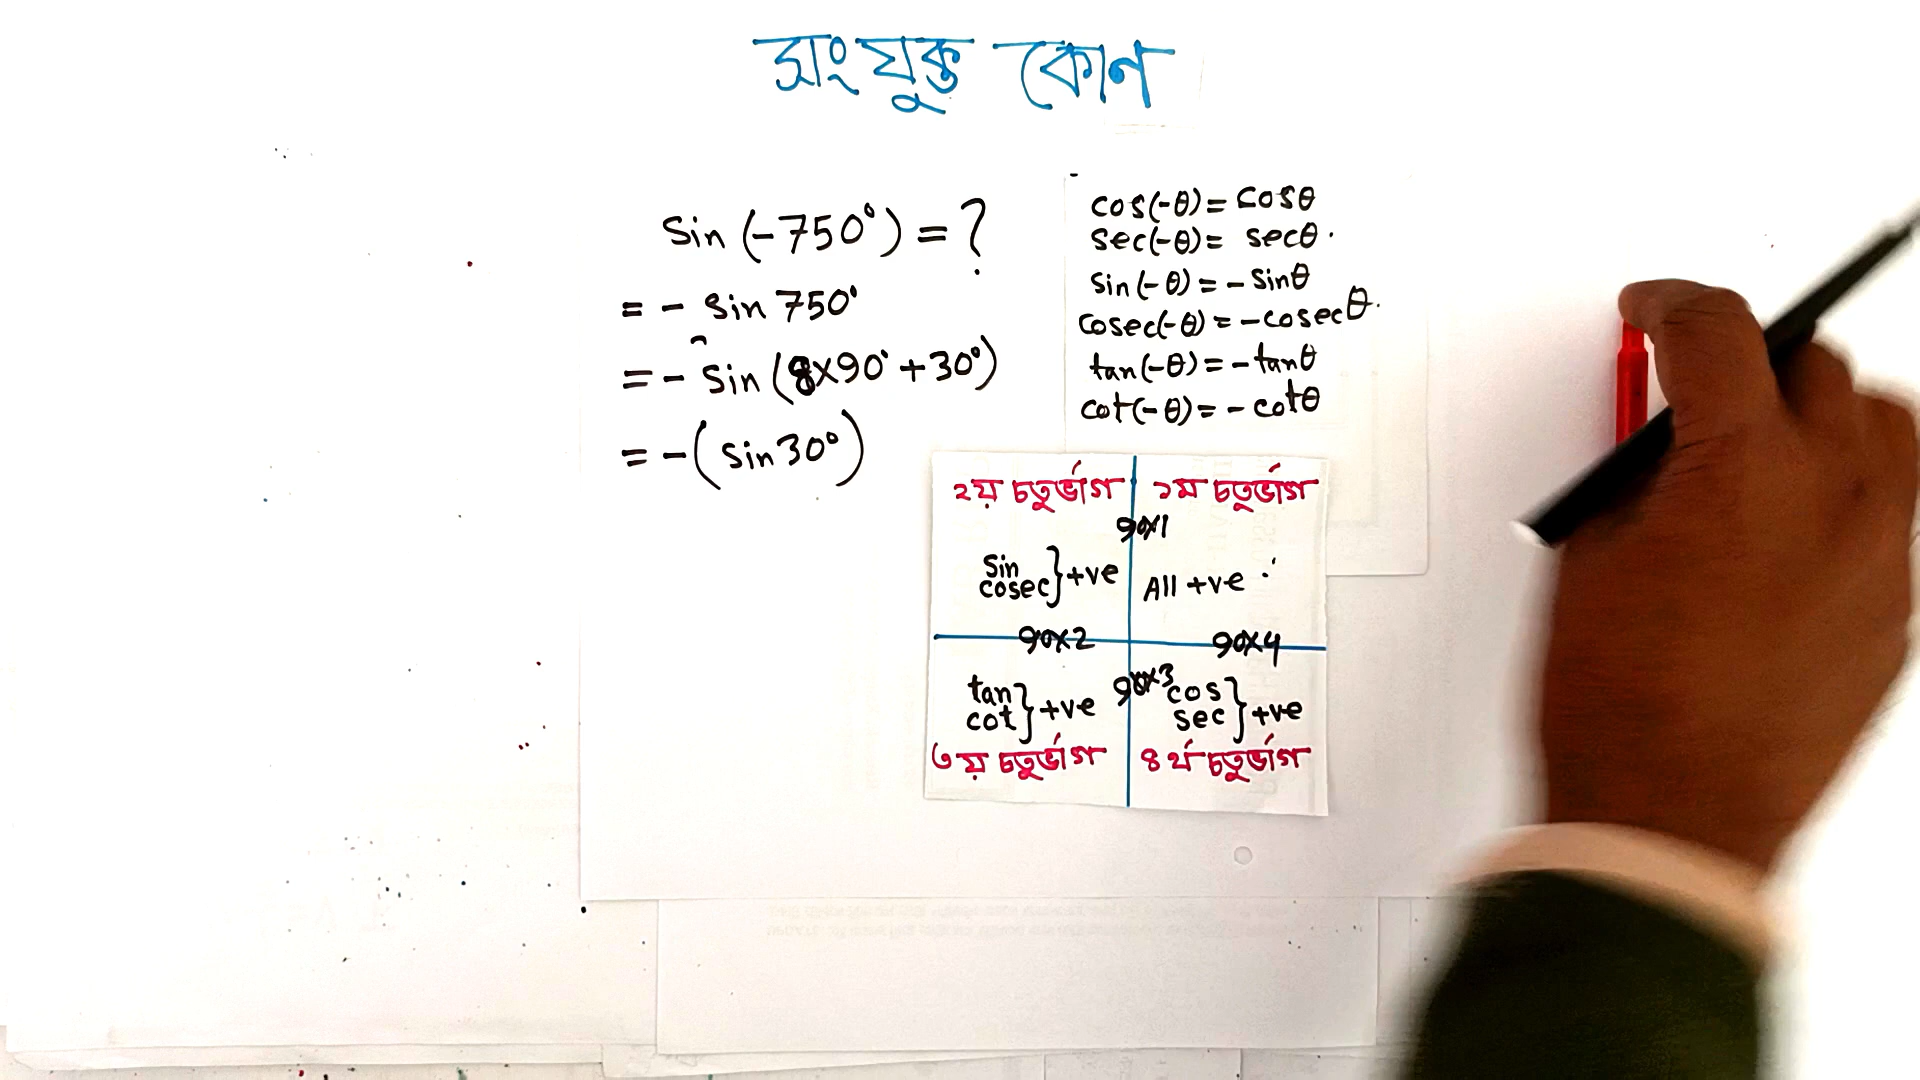 সংযুক্ত কোণ
Sin (-750°) = ?
= - Sin 750°
= - Sin (8×90° + 30°)
= - (Sin 30°)
cos(-θ) = cosθ
sec(-θ) = secθ
sin(-θ) = - sinθ
cosec(-θ) = -cosecθ
tan(-θ) = -tanθ
cot(-θ) = - cotθ
২য় চতুর্ভাগ
১ম চতুর্ভাগ
90×1
Sin
cosec } +ve
All +ve
90×2
90×4
90×3
tan
cot } +ve
cos
sec } +ve
৩য় চতুর্ভাগ
৪র্থ চতুর্ভাগ